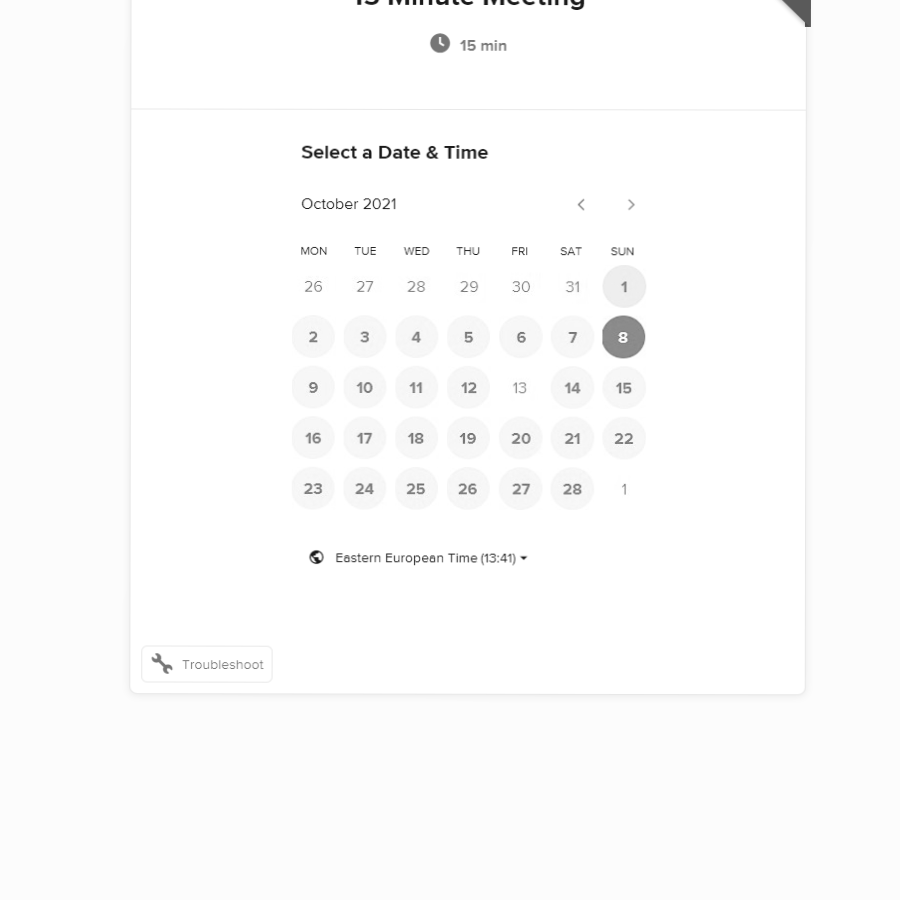 15 Minute Meeting
15 min
Select a Date & Time
October 2021
MON TUE WED THU FRI SAT SUN
26 27 28 29 30 31 1
2 3 4 5 6 7 8
9 10 11 12 13 14 15
16 17 18 19 20 21 22
23 24 25 26 27 28 1
Eastern European Time (13:41)
Troubleshoot